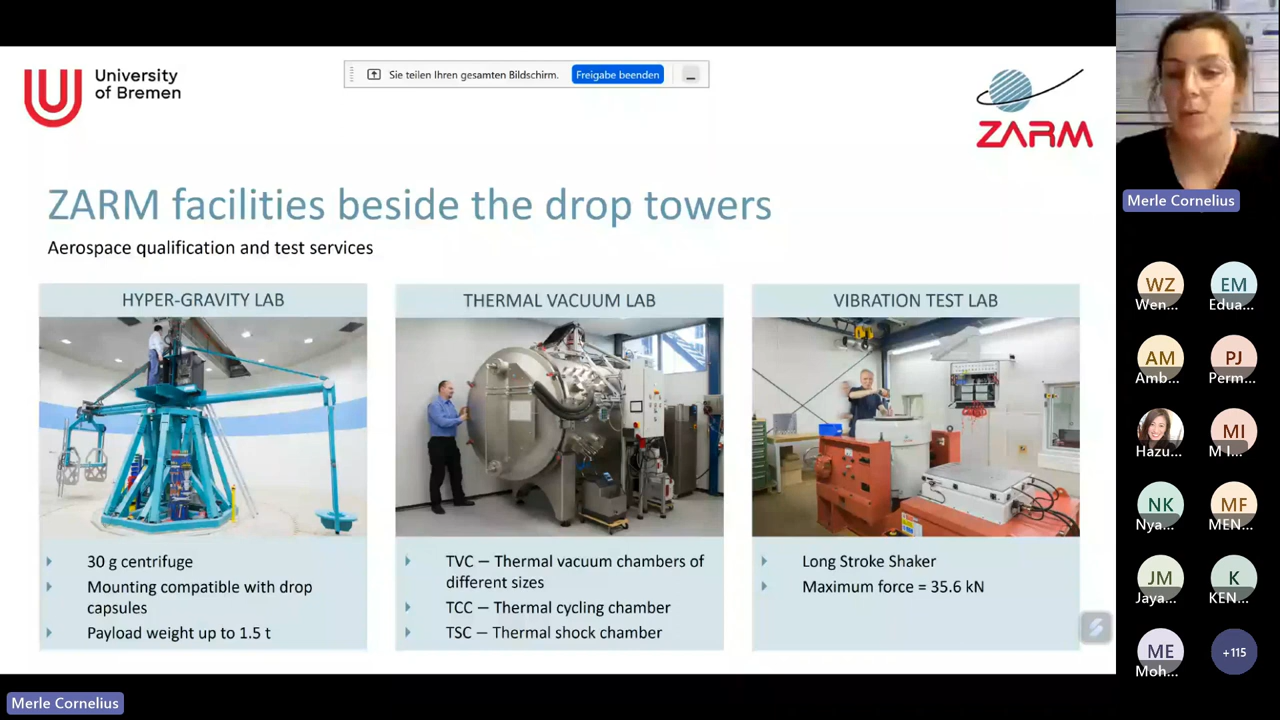 University
of Bremen
Sie teilen Ihren gesamten Bildschirm.
Freigabe beenden
ZARM
ZARM facilities beside the drop towers
Aerospace qualification and test services
HYPER-GRAVITY LAB
30 g centrifuge
Mounting compatible with drop
capsules
Payload weight up to 1.5 t
THERMAL VACUUM LAB
TVC – Thermal vacuum chambers of
different sizes
TCC – Thermal cycling chamber
TSC – Thermal shock chamber
VIBRATION TEST LAB
Long Stroke Shaker
Maximum force = 35.6 kN
Merle Cornelius
WZ
Wen...
EM
Edua...
AM
Amb...
PJ
Perm...
Hazu...
MI
M I...
NK
Nya...
MF
MEN...
JM
Jaya...
K
KEN...
ME
Moh...
+115
Merle Cornelius